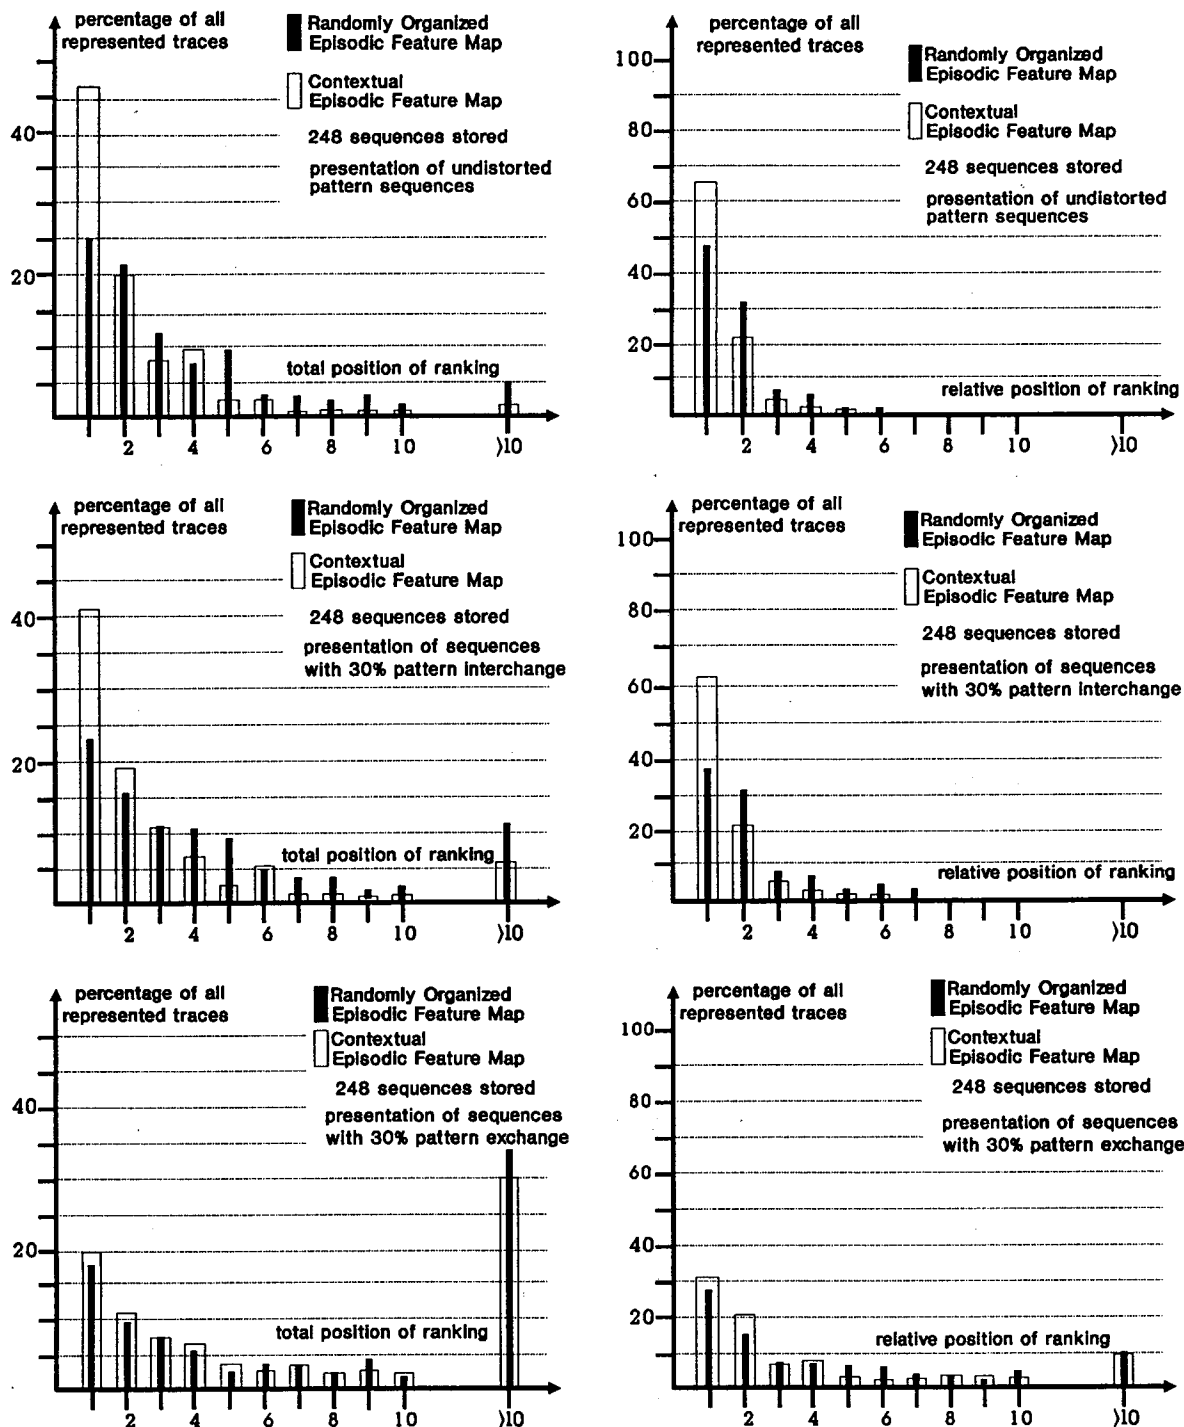 percentage of all
represented traces
Randomly Organized
Episodic Feature Map
Contextual
Episodic Feature Map
248 sequences stored
presentation of undistorted
pattern sequences
40
20
total position of ranking
2 4 6 8 10 >10
percentage of all
represented traces
Randomly Organized
Episodic Feature Map
Contextual
Episodic Feature Map
248 sequences stored
presentation of undistorted
pattern sequences
100
80
60
40
20
relative position of ranking
2 4 6 8 10 >10
percentage of all
represented traces
Randomly Organized
Episodic Feature Map
Contextual
Episodic Feature Map
248 sequences stored
presentation of sequences
with 30% pattern interchange
40
20
total position of ranking
2 4 6 8 10 >10
percentage of all
represented traces
Randomly Organized
Episodic Feature Map
Contextual
Episodic Feature Map
248 sequences stored
presentation of sequences
with 30% pattern interchange
100
80
60
40
20
relative position of ranking
2 4 6 8 10 >10
percentage of all
represented traces
Randomly Organized
Episodic Feature Map
Contextual
Episodic Feature Map
248 sequences stored
presentation of sequences
with 30% pattern exchange
40
20
total position of ranking
2 4 6 8 10 >10
percentage of all
represented traces
Randomly Organized
Episodic Feature Map
Contextual
Episodic Feature Map
248 sequences stored
presentation of sequences
with 30% pattern exchange
100
80
60
40
20
relative position of ranking
2 4 6 8 10 >10